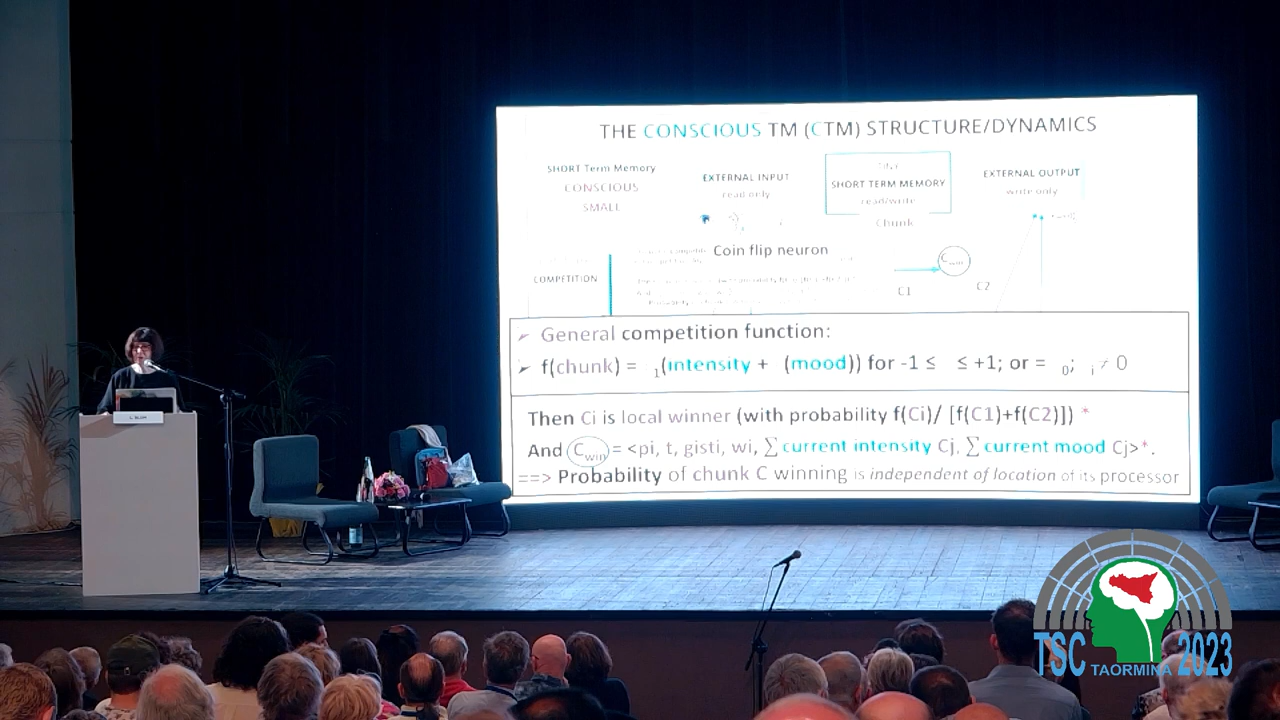 THE CONSCIOUS TM (CTM) STRUCTURE/DYNAMICS
SHORT Term Memory
CONSCIOUS
SMALL
EXTERNAL INPUT
read only
SHORT TERM MEMORY
read/write
Chunk
EXTERNAL OUTPUT
write only
Coin flip neuron
COMPETITION
Cwin
C1
C2
➢ General competition function:
➢ f(chunk) = ₁(intensity + (mood)) for -1 ≤ ≤ +1; or = ₀; ᵢ ≠ 0
Then Ci is local winner (with probability f(Ci)/ [f(C1)+f(C2)]) *
And Cwin = <pi, t, gisti, wi, ∑ current intensity Cj, ∑ current mood Cj>*.
==> Probability of chunk C winning is independent of location of its processor
TSC TAORMINA 2023